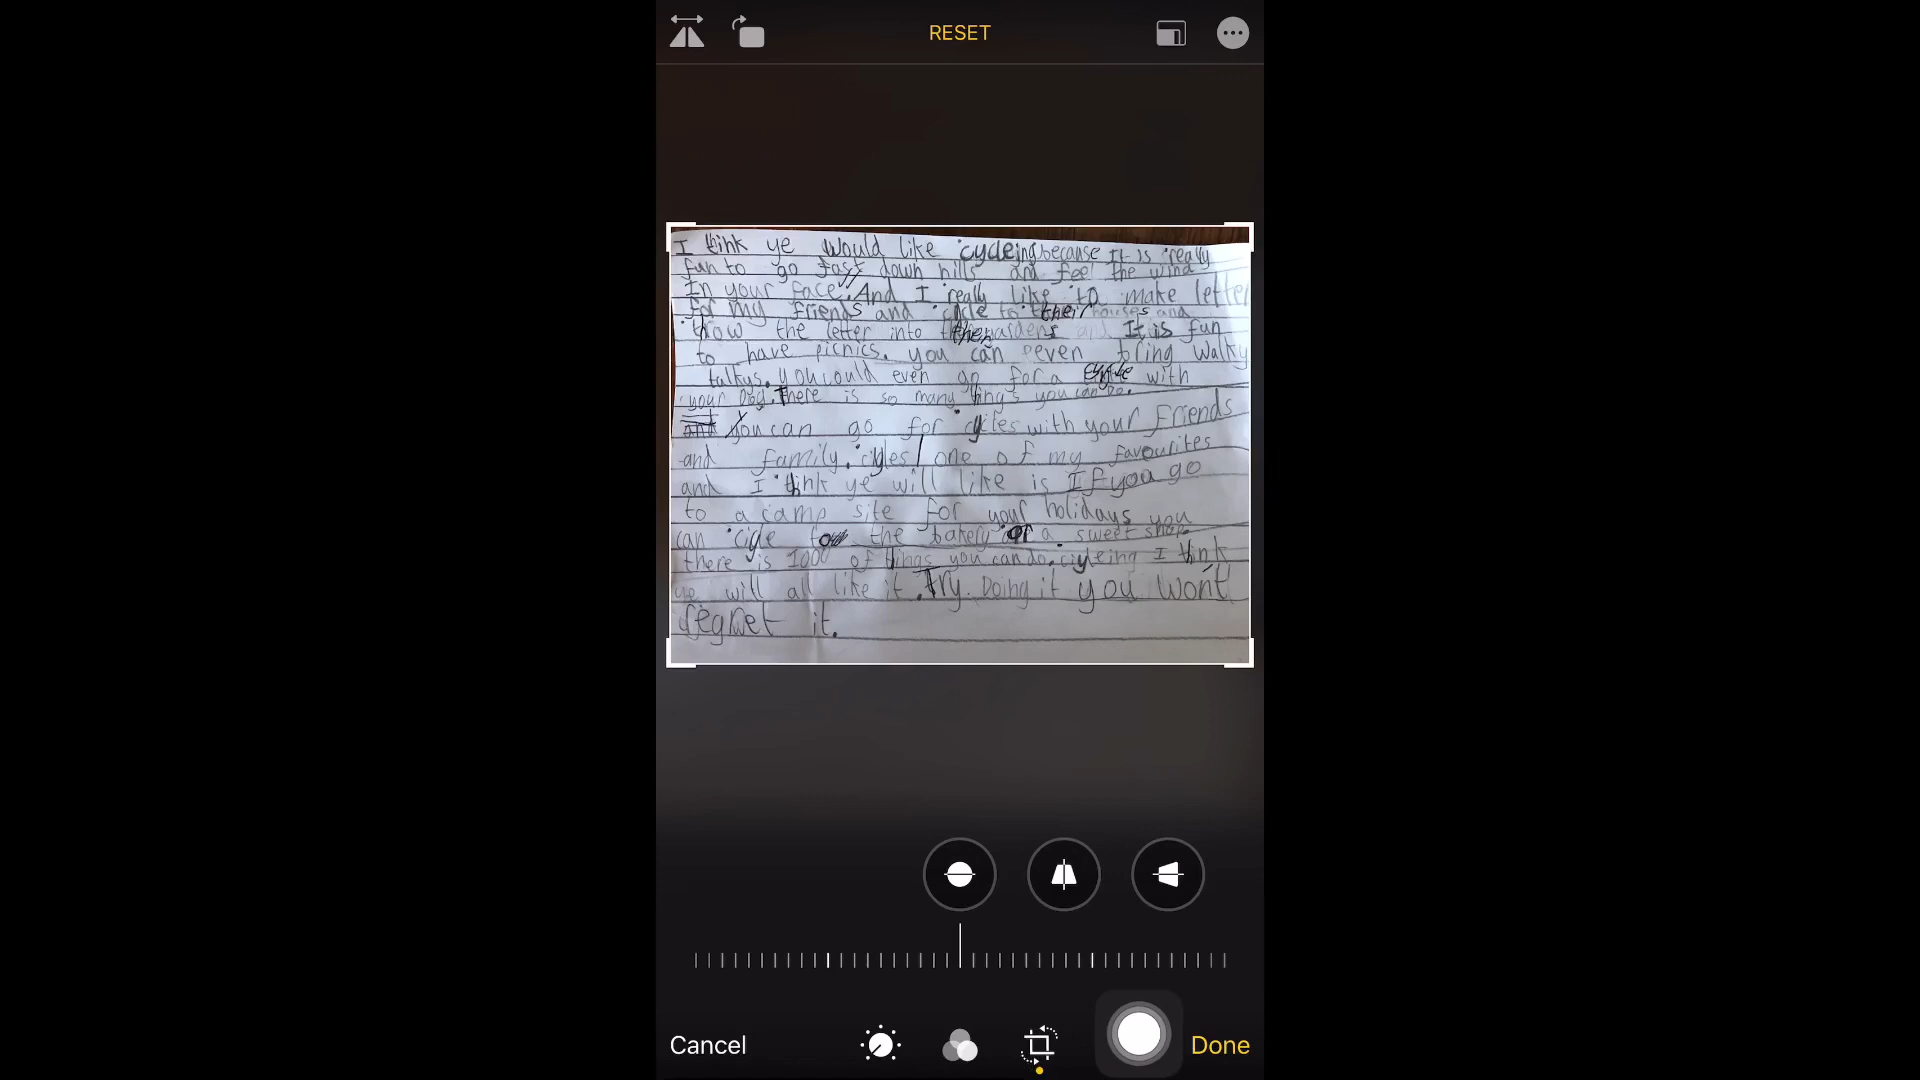 RESET
I think ye would like cycleing because It is really
fun to go fast down hills and feel the wind
In your face. And I really like to make letter
for my friends and cycle to their houses and
throw the letter into their gardens and It is fun
to have picnics. you can even bring walky
talkys. you could even go for a cycle with
your Dog. There is so many things you can Do.
and you can go for cycles with your Friends
and family. cycles one of my favourites
and I think ye will like is If you go
to a camp site for your holidays you
can cycle to the bakery or a sweet shop
there is 1000 of things you can do. cycleing I think
ye will all like it. Try Doing it you wont
regret it.
Cancel
Done